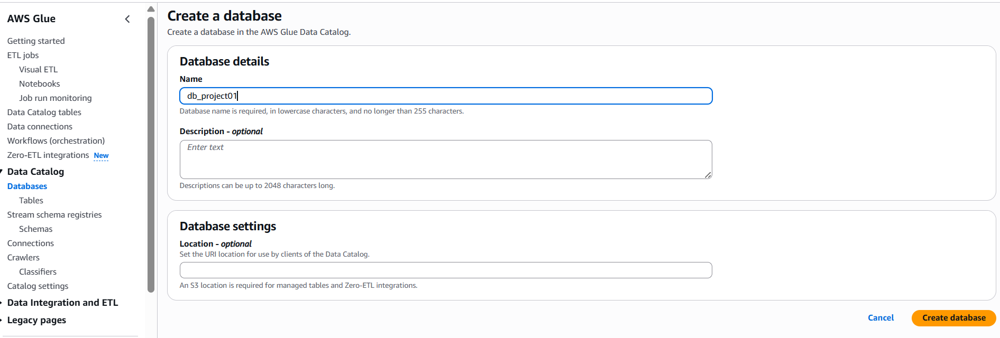 AWS Glue
Getting started
ETL jobs
Visual ETL
Notebooks
Job run monitoring
Data Catalog tables
Data connections
Workflows (orchestration)
Zero-ETL integrations New
Data Catalog
Databases
Tables
Stream schema registries
Schemas
Connections
Crawlers
Classifiers
Catalog settings
Data Integration and ETL
Legacy pages
Create a database
Create a database in the AWS Glue Data Catalog.
Database details
Name
db_project01
Database name is required, in lowercase characters, and no longer than 255 characters.
Description - optional
Enter text
Descriptions can be up to 2048 characters long.
Database settings
Location - optional
Set the URI location for use by clients of the Data Catalog.
An S3 location is required for managed tables and Zero-ETL integrations.
Cancel
Create database